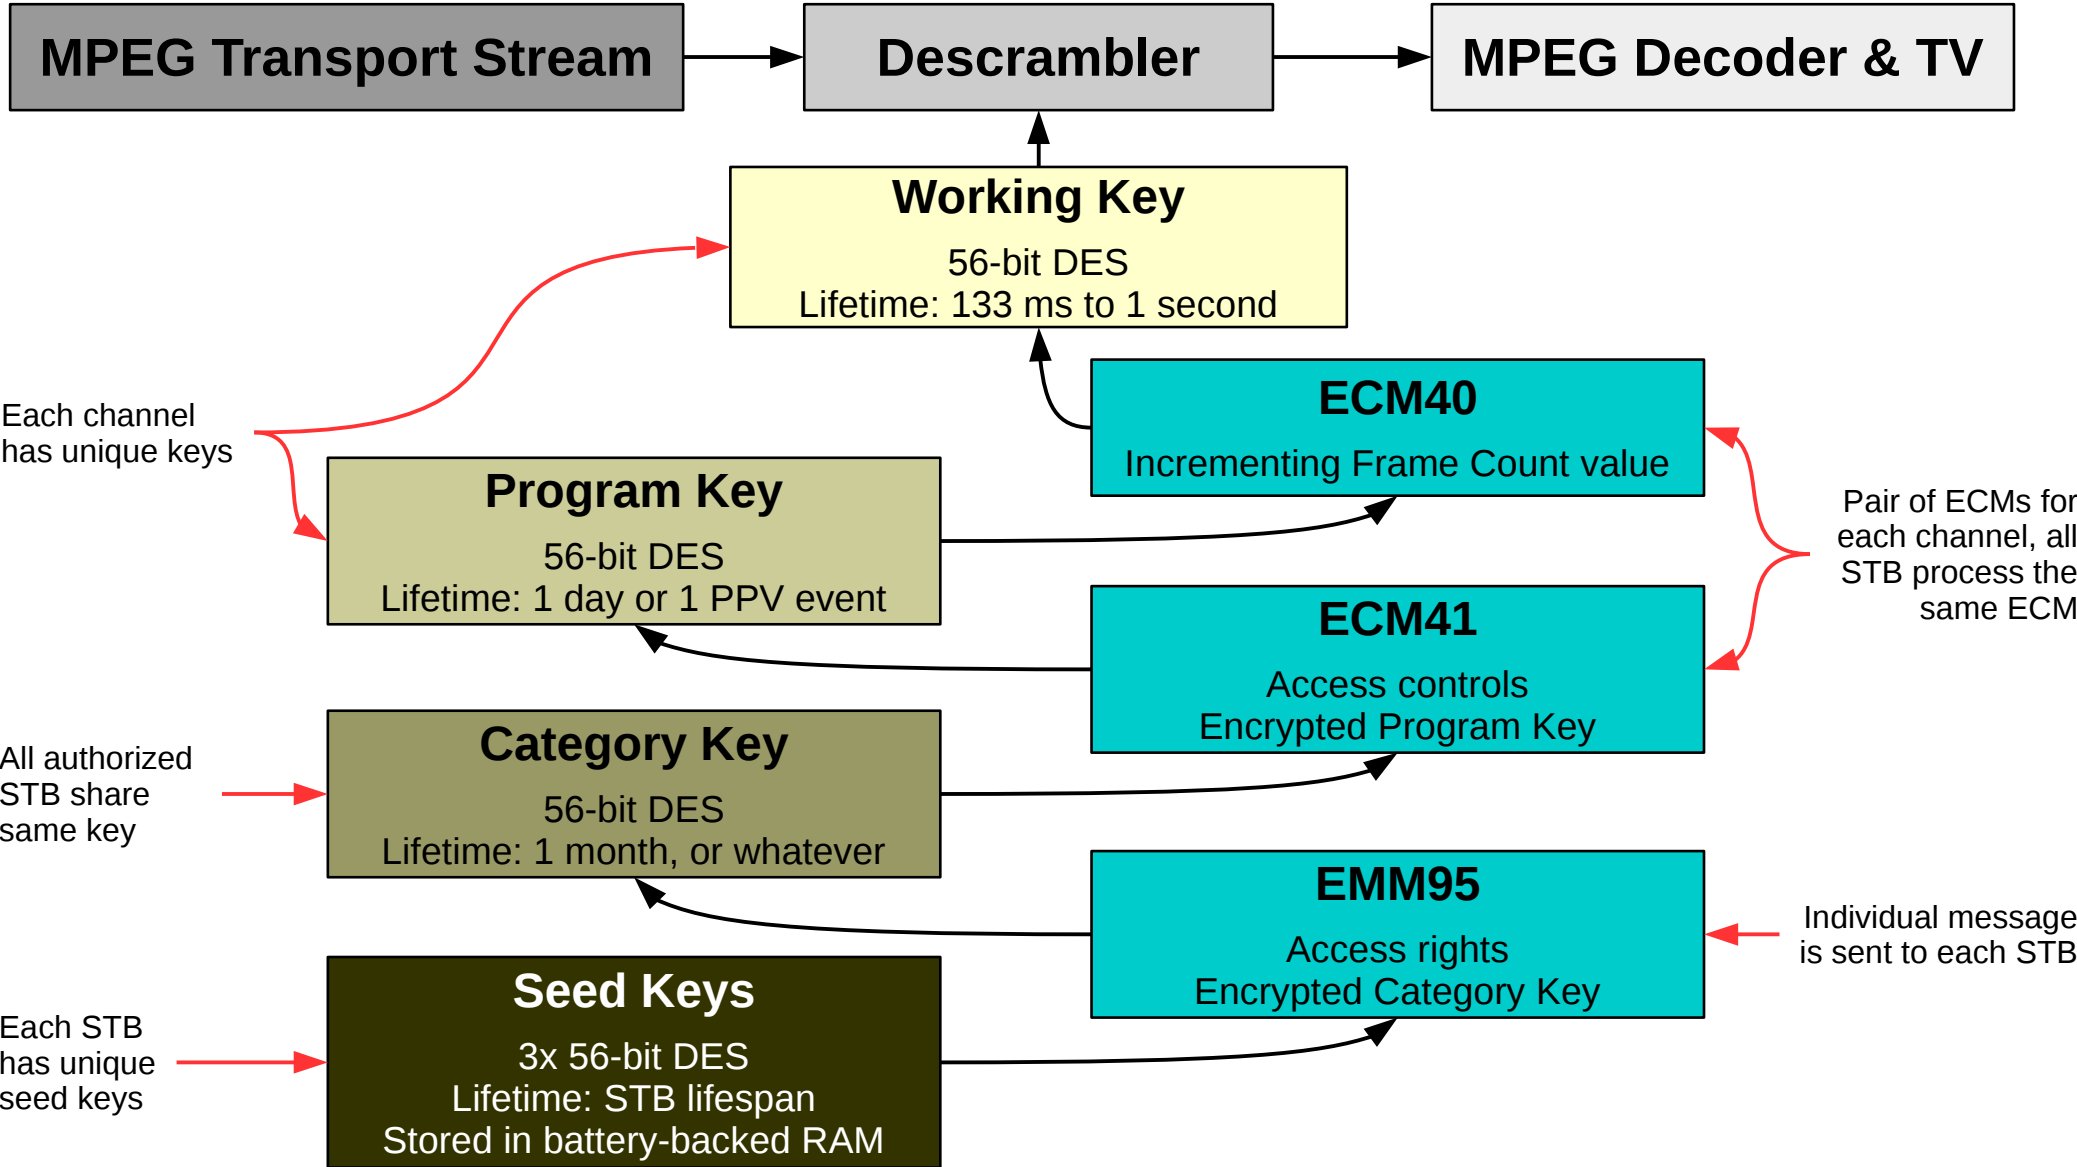 MPEG Transport Stream
Descrambler
MPEG Decoder & TV
Working Key
56-bit DES
Lifetime: 133 ms to 1 second
ECM40
Incrementing Frame Count value
Each channel
has unique keys
Program Key
56-bit DES
Lifetime: 1 day or 1 PPV event
Pair of ECMs for
each channel, all
STB process the
same ECM
ECM41
Access controls
Encrypted Program Key
All authorized
STB share
same key
Category Key
56-bit DES
Lifetime: 1 month, or whatever
EMM95
Access rights
Encrypted Category Key
Individual message
is sent to each STB
Each STB
has unique
seed keys
Seed Keys
3x 56-bit DES
Lifetime: STB lifespan
Stored in battery-backed RAM